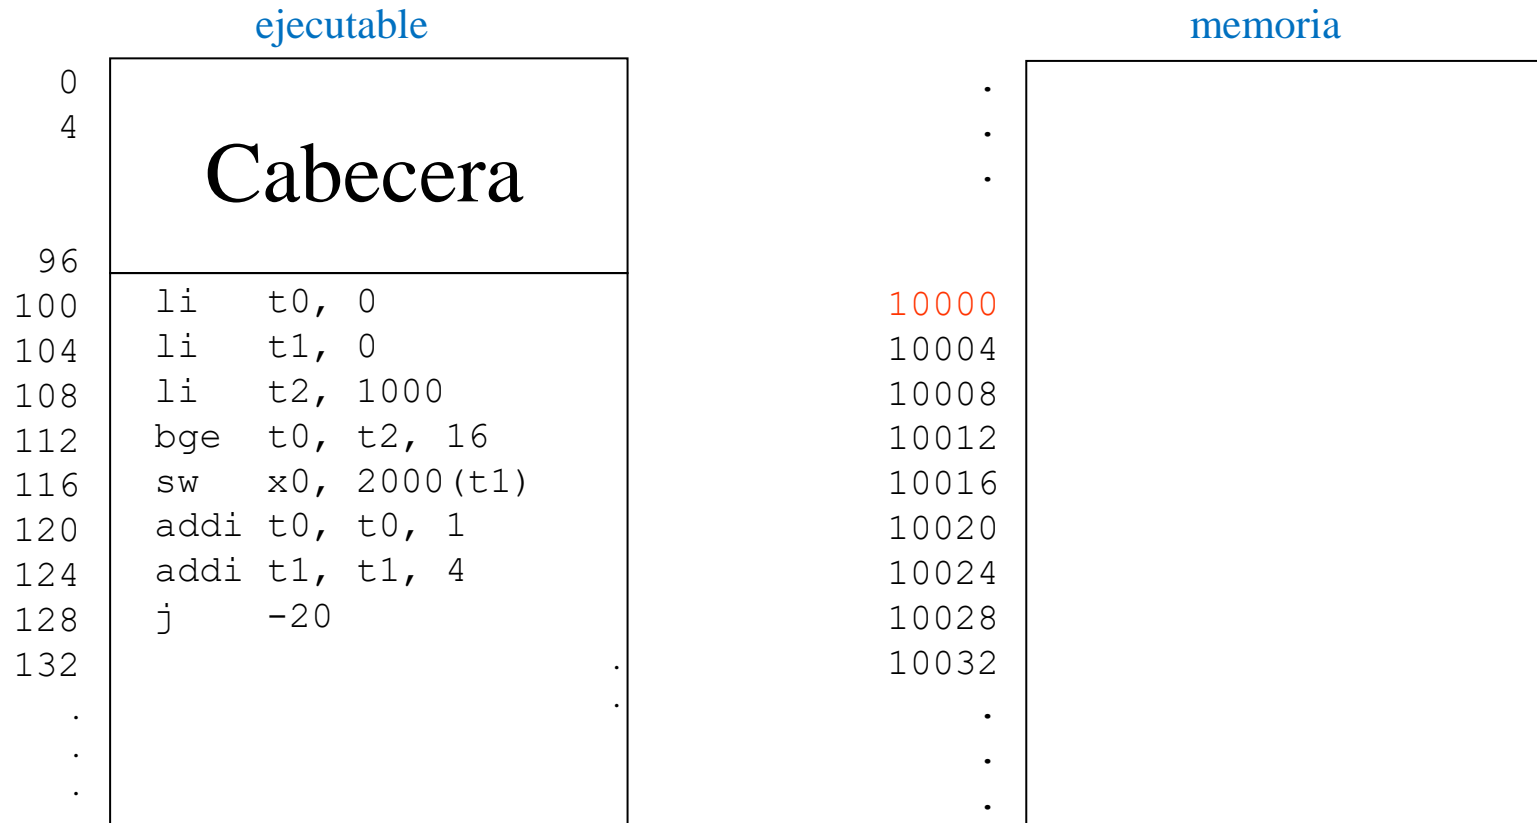 ejecutable memoria
0 .
4 .
Cabecera
.
96
100 li t0, 0 10000
104 li t1, 0 10004
108 li t2, 1000 10008
112 bge t0, t2, 16 10012
116 sw x0, 2000(t1) 10016
120 addi t0, t0, 1 10020
124 addi t1, t1, 4 10024
128 j -20 10028
132 . 10032
. . .
. .
. .